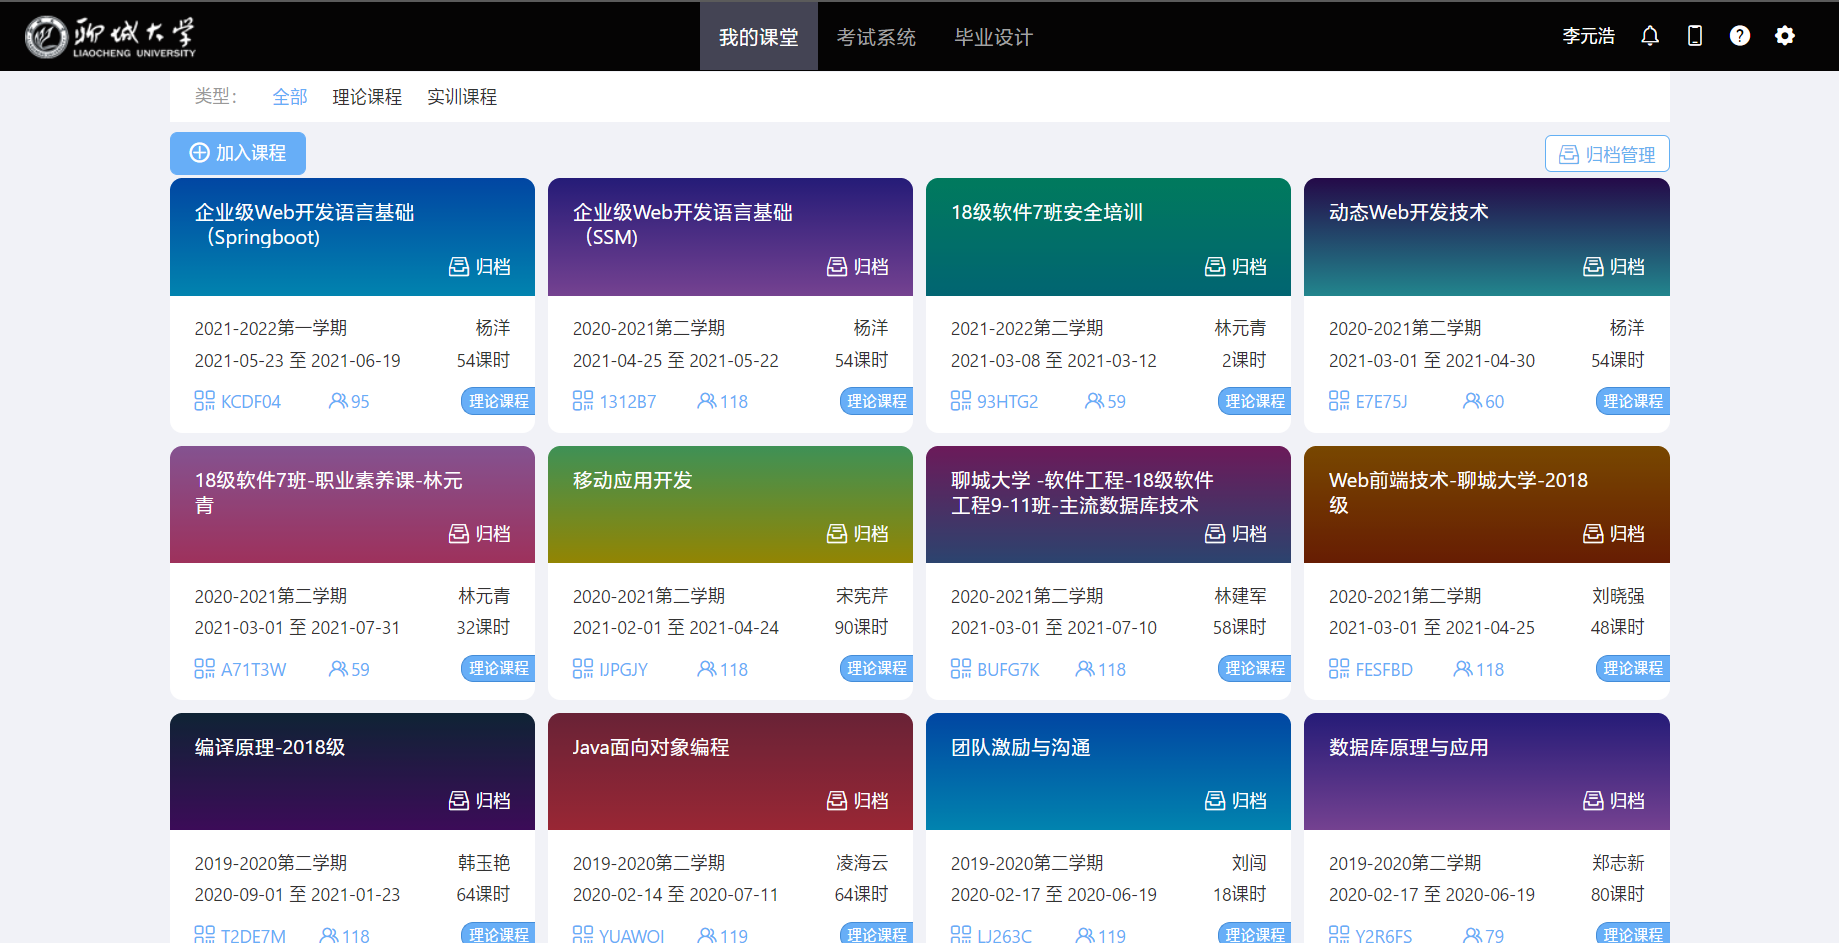 聊城大学
LIAOCHENG UNIVERSITY
我的课堂 考试系统 毕业设计
李元浩
类型： 全部 理论课程 实训课程
加入课程
归档管理
企业级Web开发语言基础
（Springboot)
归档
2021-2022第一学期 杨洋
2021-05-23 至 2021-06-19 54课时
KCDF04 95 理论课程
企业级Web开发语言基础
（SSM)
归档
2020-2021第二学期 杨洋
2021-04-25 至 2021-05-22 54课时
1312B7 118 理论课程
18级软件7班安全培训
归档
2021-2022第二学期 林元青
2021-03-08 至 2021-03-12 2课时
93HTG2 59 理论课程
动态Web开发技术
归档
2020-2021第二学期 杨洋
2021-03-01 至 2021-04-30 54课时
E7E75J 60 理论课程
18级软件7班-职业素养课-林元
青
归档
2020-2021第二学期 林元青
2021-03-01 至 2021-07-31 32课时
A71T3W 59 理论课程
移动应用开发
归档
2020-2021第二学期 宋宪芹
2021-02-01 至 2021-04-24 90课时
IJPGJY 118 理论课程
聊城大学 -软件工程-18级软件
工程9-11班-主流数据库技术
归档
2020-2021第二学期 林建军
2021-03-01 至 2021-07-10 58课时
BUFG7K 118 理论课程
Web前端技术-聊城大学-2018
级
归档
2020-2021第二学期 刘晓强
2021-03-01 至 2021-04-25 48课时
FESFBD 118 理论课程
编译原理-2018级
归档
2019-2020第二学期 韩玉艳
2020-09-01 至 2021-01-23 64课时
T2DE7M 118 理论课程
Java面向对象编程
归档
2019-2020第二学期 凌海云
2020-02-14 至 2020-07-11 64课时
YUAWOI 119 理论课程
团队激励与沟通
归档
2019-2020第二学期 刘闯
2020-02-17 至 2020-06-19 18课时
LJ263C 119 理论课程
数据库原理与应用
归档
2019-2020第二学期 郑志新
2020-02-17 至 2020-06-19 80课时
Y2R6FS 79 理论课程